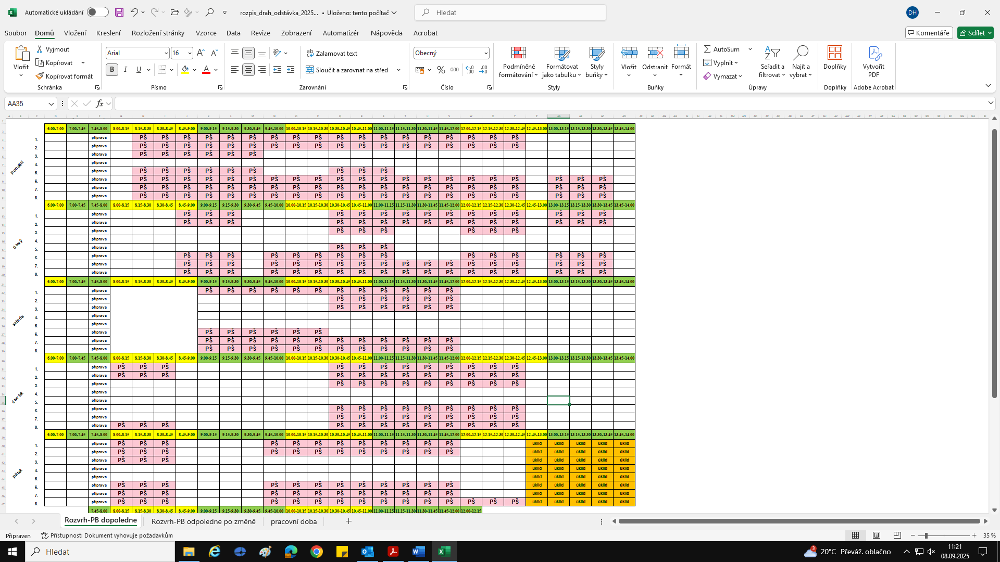 Automatické ukládání rozpis_drah_odstávka_2025... • Uloženo: tento počítač Hledat DH
Soubor Domů Vložení Kreslení Rozložení stránky Vzorce Data Revize Zobrazení Automatizér Nápověda Acrobat Komentáře Sdílet
Vložit Vyjmout Kopírovat Kopírovat formát Schránka
Arial 16 B I U A Písmo
Zalamovat text Sloučit a zarovnat na střed Zarovnání
Obecný % 000 Číslo
Podmíněné formátování Formátovat jako tabulku Styly buňky Styly
Vložit Odstranit Formát Buňky
AutoSum Vyplnit Vymazat Seřadit a filtrovat Najít a vybrat Úpravy
Doplňky Doplňky
Vytvořit PDF Adobe Acrobat
AA35 fx
6.00-7.00 7.00-7.45 7.45-8.00 8.00-8.15 8.15-8.30 8.30-8.45 8.45-9.00 9.00-9.15 9.15-9.30 9.30-9.45 9.45-10.00 10.00-10.15 10.15-10.30 10.30-10.45 10.45-11.00 11.00-11.15 11.15-11.30 11.30-11.45 11.45-12.00 12.00-12.15 12.15-12.30 12.30-12.45 12.45-13.00 13.00-13.15 13.15-13.30 13.30-13.45 13.45-14.00
pondělí
1. příprava PŠ PŠ PŠ PŠ PŠ PŠ PŠ PŠ PŠ PŠ PŠ PŠ PŠ PŠ PŠ PŠ PŠ PŠ
2. příprava PŠ PŠ PŠ PŠ PŠ PŠ PŠ PŠ PŠ PŠ PŠ PŠ PŠ PŠ PŠ PŠ PŠ PŠ
3. příprava PŠ PŠ PŠ PŠ PŠ PŠ
4. příprava
5. příprava PŠ PŠ PŠ PŠ PŠ PŠ PŠ PŠ PŠ
6. příprava PŠ PŠ PŠ PŠ PŠ PŠ PŠ PŠ PŠ PŠ PŠ PŠ PŠ PŠ PŠ PŠ PŠ PŠ PŠ PŠ PŠ
7. příprava PŠ PŠ PŠ PŠ PŠ PŠ PŠ PŠ PŠ PŠ PŠ PŠ PŠ PŠ PŠ PŠ PŠ PŠ PŠ PŠ PŠ
8. příprava PŠ PŠ PŠ PŠ PŠ PŠ PŠ PŠ PŠ PŠ PŠ PŠ PŠ PŠ PŠ PŠ PŠ PŠ PŠ PŠ PŠ
6.00-7.00 7.00-7.45 7.45-8.00 8.00-8.15 8.15-8.30 8.30-8.45 8.45-9.00 9.00-9.15 9.15-9.30 9.30-9.45 9.45-10.00 10.00-10.15 10.15-10.30 10.30-10.45 10.45-11.00 11.00-11.15 11.15-11.30 11.30-11.45 11.45-12.00 12.00-12.15 12.15-12.30 12.30-12.45 12.45-13.00 13.00-13.15 13.15-13.30 13.30-13.45 13.45-14.00
úterý
1. příprava PŠ PŠ PŠ PŠ PŠ PŠ PŠ PŠ PŠ PŠ PŠ PŠ PŠ PŠ PŠ
2. příprava PŠ PŠ PŠ PŠ PŠ PŠ PŠ PŠ PŠ PŠ PŠ PŠ PŠ PŠ PŠ
3. příprava PŠ PŠ PŠ PŠ PŠ PŠ
4. příprava
5. příprava PŠ PŠ PŠ
6. příprava PŠ PŠ PŠ PŠ PŠ PŠ PŠ PŠ PŠ PŠ PŠ PŠ PŠ PŠ PŠ
7. příprava PŠ PŠ PŠ PŠ PŠ PŠ PŠ PŠ PŠ PŠ PŠ PŠ PŠ PŠ PŠ PŠ PŠ PŠ
8. příprava PŠ PŠ PŠ PŠ PŠ PŠ PŠ PŠ PŠ PŠ PŠ PŠ PŠ PŠ PŠ PŠ PŠ PŠ
6.00-7.00 7.00-7.45 7.45-8.00 8.00-8.15 8.15-8.30 8.30-8.45 8.45-9.00 9.00-9.15 9.15-9.30 9.30-9.45 9.45-10.00 10.00-10.15 10.15-10.30 10.30-10.45 10.45-11.00 11.00-11.15 11.15-11.30 11.30-11.45 11.45-12.00 12.00-12.15 12.15-12.30 12.30-12.45 12.45-13.00 13.00-13.15 13.15-13.30 13.30-13.45 13.45-14.00
středa
1. příprava PŠ PŠ PŠ PŠ PŠ PŠ PŠ PŠ PŠ PŠ PŠ PŠ
2. příprava PŠ PŠ PŠ PŠ PŠ PŠ
3. příprava PŠ PŠ PŠ PŠ PŠ PŠ
4. příprava
5. příprava
6. příprava PŠ PŠ PŠ PŠ PŠ PŠ
7. příprava PŠ PŠ PŠ PŠ PŠ PŠ PŠ PŠ PŠ PŠ PŠ PŠ
8. příprava PŠ PŠ PŠ PŠ PŠ PŠ PŠ PŠ PŠ PŠ PŠ PŠ
6.00-7.00 7.00-7.45 7.45-8.00 8.00-8.15 8.15-8.30 8.30-8.45 8.45-9.00 9.00-9.15 9.15-9.30 9.30-9.45 9.45-10.00 10.00-10.15 10.15-10.30 10.30-10.45 10.45-11.00 11.00-11.15 11.15-11.30 11.30-11.45 11.45-12.00 12.00-12.15 12.15-12.30 12.30-12.45 12.45-13.00 13.00-13.15 13.15-13.30 13.30-13.45 13.45-14.00
čtvrtek
1. příprava PŠ PŠ PŠ PŠ PŠ PŠ PŠ PŠ PŠ PŠ PŠ PŠ
2. příprava PŠ PŠ PŠ PŠ PŠ PŠ PŠ PŠ PŠ PŠ PŠ PŠ
3. příprava PŠ PŠ PŠ PŠ PŠ PŠ PŠ PŠ PŠ
4. příprava
5. příprava
6. příprava PŠ PŠ PŠ PŠ PŠ PŠ PŠ PŠ PŠ
7. příprava PŠ PŠ PŠ PŠ PŠ PŠ PŠ PŠ PŠ
8. příprava PŠ PŠ PŠ PŠ PŠ PŠ PŠ PŠ PŠ PŠ PŠ PŠ
6.00-7.00 7.00-7.45 7.45-8.00 8.00-8.15 8.15-8.30 8.30-8.45 8.45-9.00 9.00-9.15 9.15-9.30 9.30-9.45 9.45-10.00 10.00-10.15 10.15-10.30 10.30-10.45 10.45-11.00 11.00-11.15 11.15-11.30 11.30-11.45 11.45-12.00 12.00-12.15 12.15-12.30 12.30-12.45 12.45-13.00 13.00-13.15 13.15-13.30 13.30-13.45 13.45-14.00
pátek
1. příprava PŠ PŠ PŠ PŠ PŠ PŠ PŠ PŠ PŠ PŠ PŠ PŠ úklid úklid úklid úklid úklid
2. příprava PŠ PŠ PŠ PŠ PŠ PŠ PŠ PŠ PŠ PŠ PŠ PŠ úklid úklid úklid úklid úklid
3. příprava PŠ PŠ PŠ úklid úklid úklid úklid úklid
4. příprava úklid úklid úklid úklid úklid
5. příprava úklid úklid úklid úklid úklid
6. příprava PŠ PŠ PŠ PŠ PŠ PŠ PŠ PŠ PŠ PŠ PŠ PŠ úklid úklid úklid úklid úklid
7. příprava PŠ PŠ PŠ PŠ PŠ PŠ PŠ PŠ PŠ PŠ PŠ PŠ úklid úklid úklid úklid úklid
8. příprava PŠ PŠ PŠ PŠ PŠ PŠ PŠ PŠ PŠ PŠ PŠ PŠ PŠ PŠ PŠ úklid úklid úklid úklid úklid
7.45-8.00 8.00-8.15 8.15-8.30 8.30-8.45 8.45-9.00 9.00-9.15 9.15-9.30 9.30-9.45 9.45-10.00 10.00-10.15 10.15-10.30 10.30-10.45 10.45-11.00 11.00-11.15 11.15-11.30 11.30-11.45 11.45-12.00 12.00-12.15
Rozvrh-PB dopoledne Rozvrh-PB odpoledne po změně pracovní doba
Připraven Přístupnost: Dokument vyhovuje požadavkům 35 %
Hledat 3 20°C Převáž. oblačno 11:21
08.09.2025